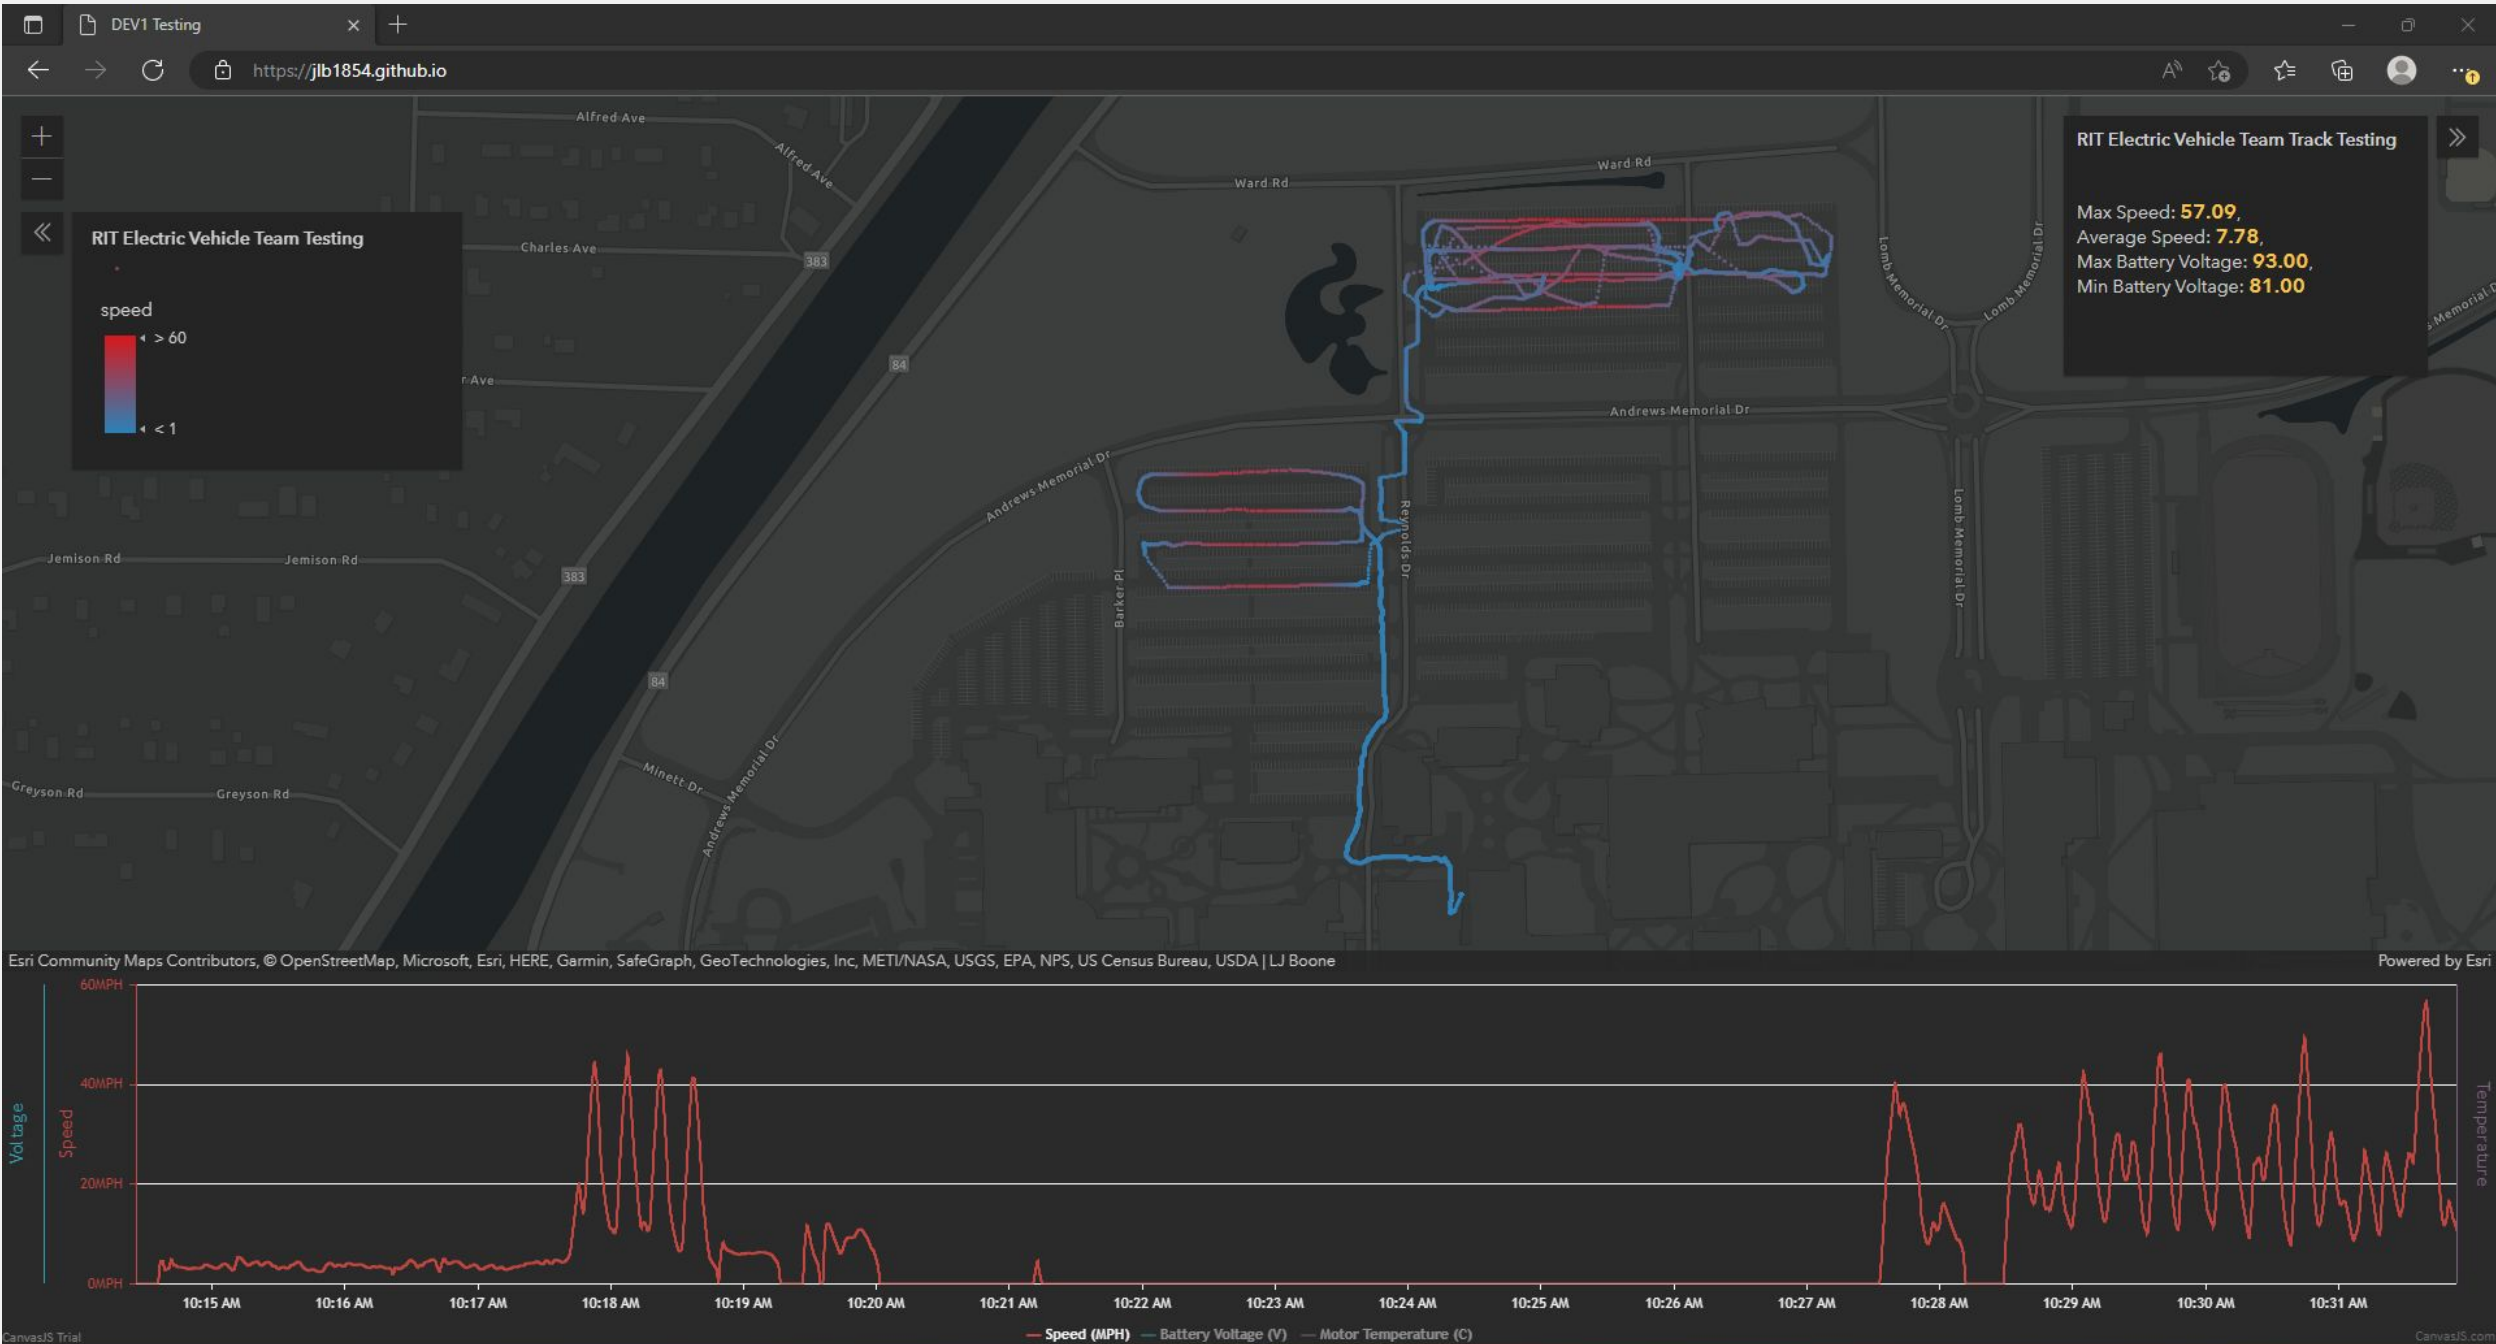 DEV1 Testing
https://jlb1854.github.io
Alfred Ave
Alfred Ave
Ward Rd
Ward Rd
RIT Electric Vehicle Team Track Testing
Max Speed: 57.09,
Average Speed: 7.78,
Max Battery Voltage: 93.00,
Min Battery Voltage: 81.00
RIT Electric Vehicle Team Testing
speed
> 60
< 1
Charles Ave
383
r Ave
84
Lomb Memorial Dr
Lomb Memorial Dr
s Memorial D
Andrews Memorial Dr
Andrews Memorial Dr
Reynolds Dr
Lomb Memorial Dr
Barker Pl
Jemison Rd
Jemison Rd
383
84
Minett Dr
Andrews Memorial Dr
Greyson Rd
Greyson Rd
Esri Community Maps Contributors, © OpenStreetMap, Microsoft, Esri, HERE, Garmin, SafeGraph, GeoTechnologies, Inc, METI/NASA, USGS, EPA, NPS, US Census Bureau, USDA | LJ Boone
Powered by Esri
Voltage
Speed
60MPH
40MPH
20MPH
0MPH
Temperature
10:15 AM 10:16 AM 10:17 AM 10:18 AM 10:19 AM 10:20 AM 10:21 AM 10:22 AM 10:23 AM 10:24 AM 10:25 AM 10:26 AM 10:27 AM 10:28 AM 10:29 AM 10:30 AM 10:31 AM
Speed (MPH) Battery Voltage (V) Motor Temperature (C)
CanvasJS Trial
CanvasJS.com